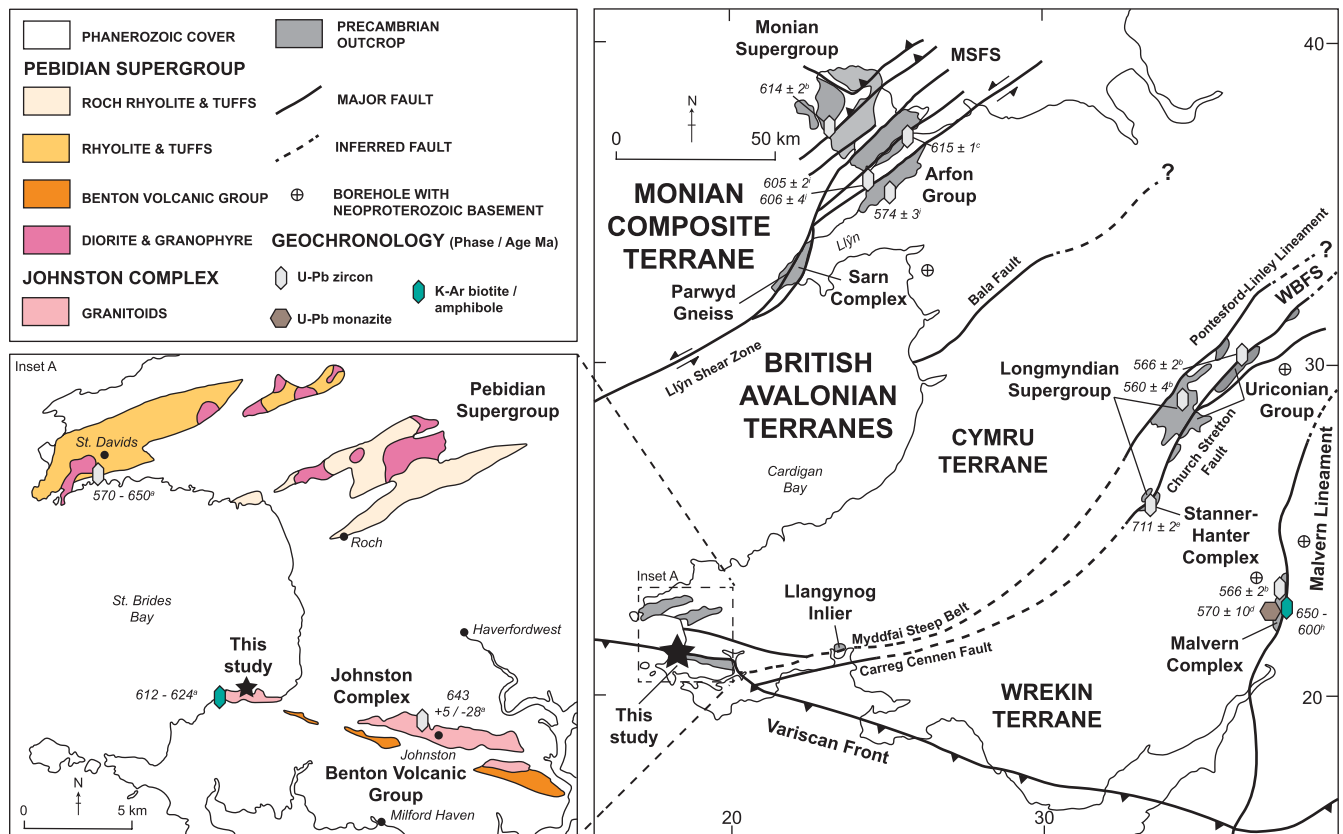 PHANEROZOIC COVER
PRECAMBRIAN
OUTCROP
PEBIDIAN SUPERGROUP
ROCH RHYOLITE & TUFFS
MAJOR FAULT
RHYOLITE & TUFFS
INFERRED FAULT
BENTON VOLCANIC GROUP
BOREHOLE WITH
NEOPROTEROZOIC BASEMENT
DIORITE & GRANOPHYRE
GEOCHRONOLOGY (Phase / Age Ma)
JOHNSTON COMPLEX
U-Pb zircon
K-Ar biotite /
amphibole
GRANITOIDS
U-Pb monazite
Inset A
Pebidian
Supergroup
St. Davids
570 - 650ᵃ
Roch
St. Brides
Bay
Haverfordwest
This
study
Johnston
Complex
612 - 624ᵃ
643
+5 / -28ᵃ
Johnston
Benton Volcanic
Group
N
0
5 km
Milford Haven
Monian
Supergroup
MSFS
40
614 ± 2ᵇ
N
0
50 km
615 ± 1ᶜ
605 ± 2ⁱ
606 ± 4ⁱ
Arfon
Group
574 ± 3ⁱ
MONIAN
COMPOSITE
TERRANE
?
Llŷn
Sarn
Complex
Parwyd
Gneiss
Bala Fault
Llŷn Shear Zone
Pontesford-Linley Lineament
?
WBFS
BRITISH
AVALONIAN
TERRANES
Longmyndian
Supergroup
566 ± 2ᵇ
560 ± 4ᵇ
30
Uriconian
Group
CYMRU
TERRANE
Church Stretton
Fault
Cardigan
Bay
711 ± 2ᵉ
Stanner-
Hanter
Complex
Malvern Lineament
Inset A
Llangynog
Inlier
Myddfai Steep Belt
Carreg Cennen Fault
566 ± 2ᵇ
570 ± 10ᵈ
650 -
600ʰ
Malvern
Complex
WREKIN
TERRANE
This
study
Variscan Front
20
20
30